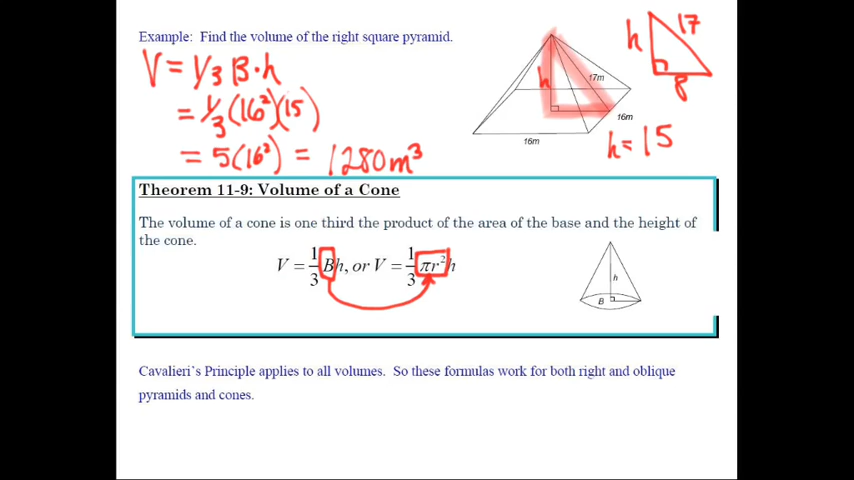 Example: Find the volume of the right square pyramid.
V = 1/3 B·h
= 1/3 (16²)(15)
= 5(16²) = 1280m³
h
17m
16m
16m
h
17
8
h = 15
Theorem 11-9: Volume of a Cone
The volume of a cone is one third the product of the area of the base and the height of
the cone.
V = 1/3 Bh, or V = 1/3 πr²h
h
B
Cavalieri's Principle applies to all volumes. So these formulas work for both right and oblique
pyramids and cones.